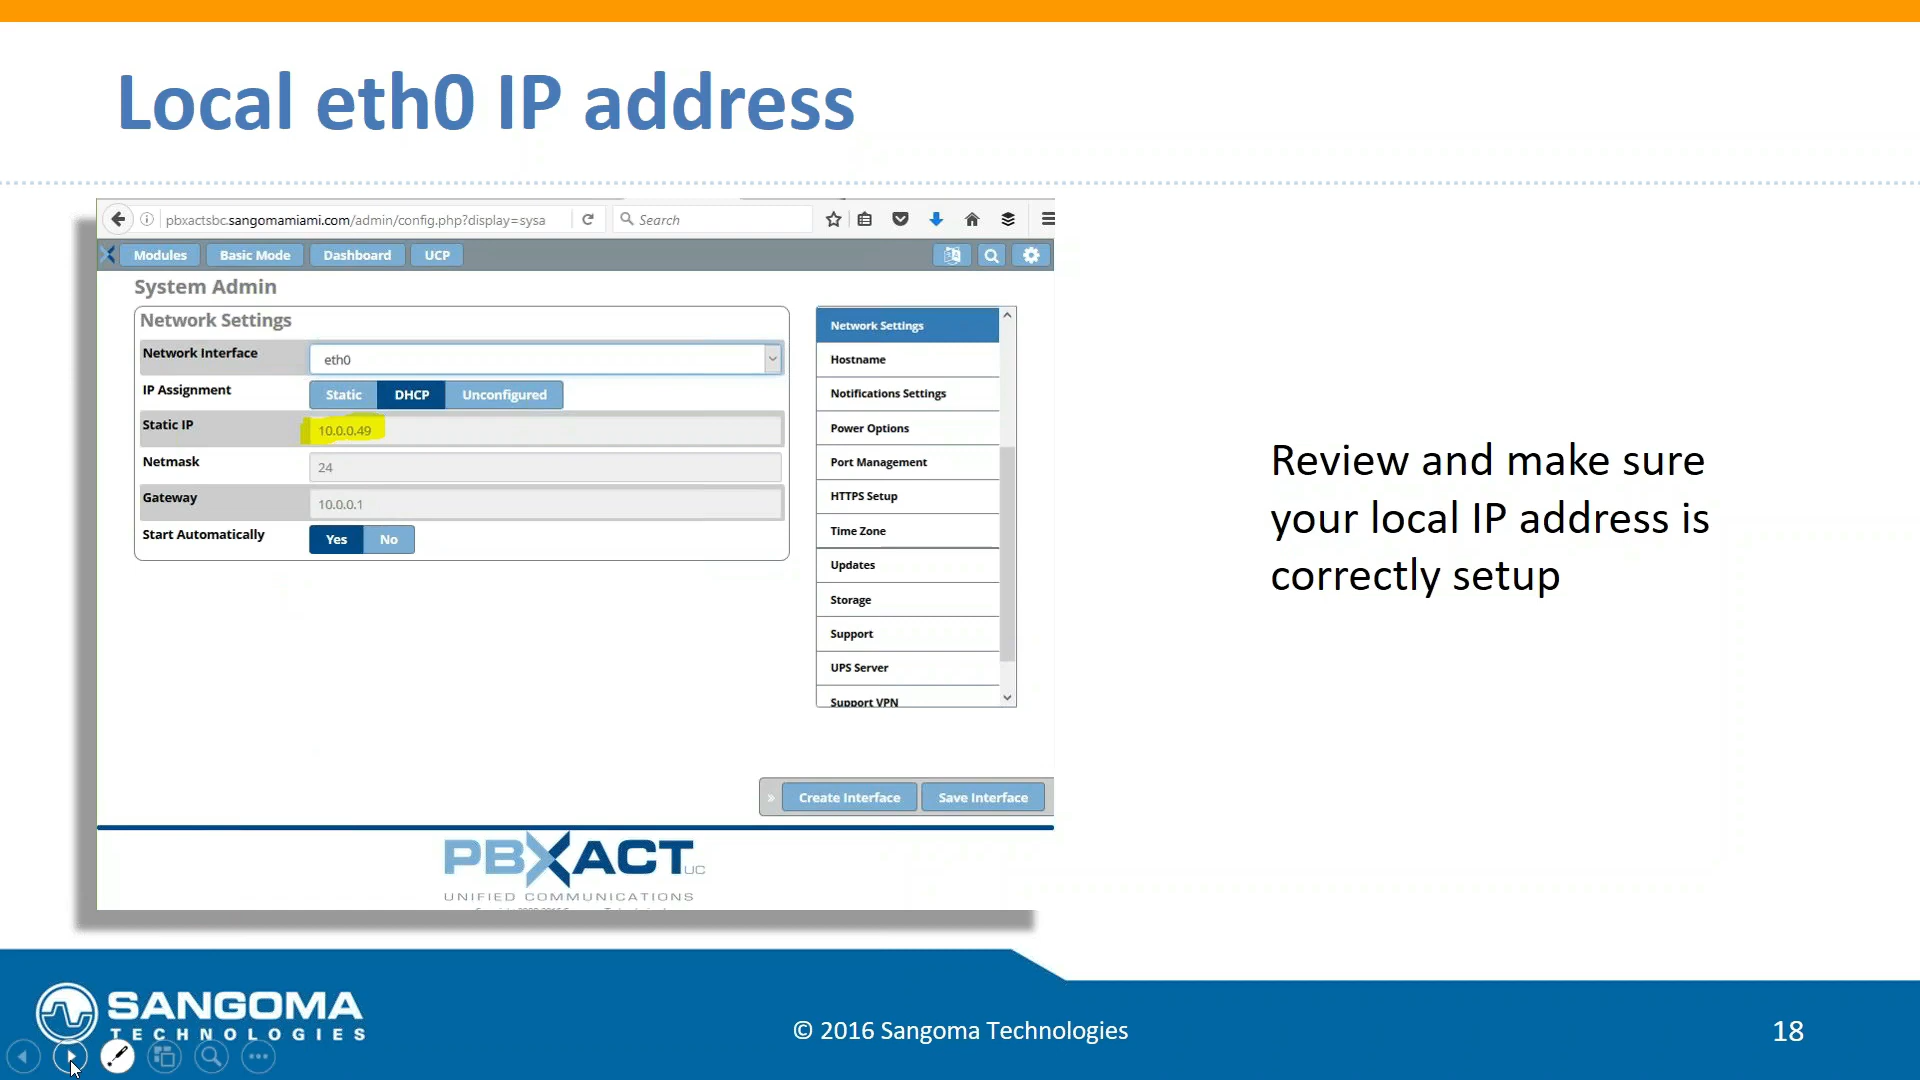 Local eth0 IP address
pbxactsbc.sangomamiami.com/admin/config.php?display=sysa
Search
Modules
Basic Mode
Dashboard
UCP
System Admin
Network Settings
Network Interface
eth0
IP Assignment
Static
DHCP
Unconfigured
Static IP
10.0.0.49
Netmask
24
Gateway
10.0.0.1
Start Automatically
Yes
No
Network Settings
Hostname
Notifications Settings
Power Options
Port Management
HTTPS Setup
Time Zone
Updates
Storage
Support
UPS Server
Support VPN
Create Interface
Save Interface
PBXACT UC
UNIFIED COMMUNICATIONS
Review and make sure
your local IP address is
correctly setup
SANGOMA
TECHNOLOGIES
© 2016 Sangoma Technologies
18